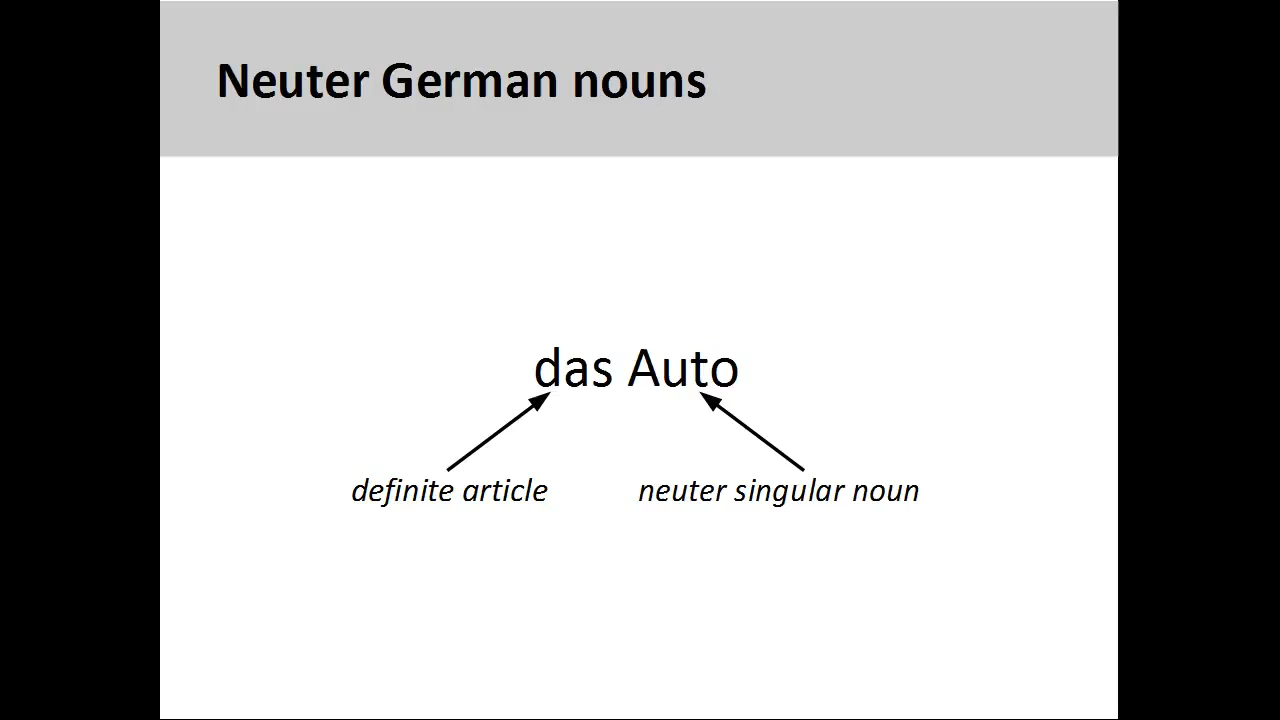 Neuter German nouns
das Auto
definite article
neuter singular noun